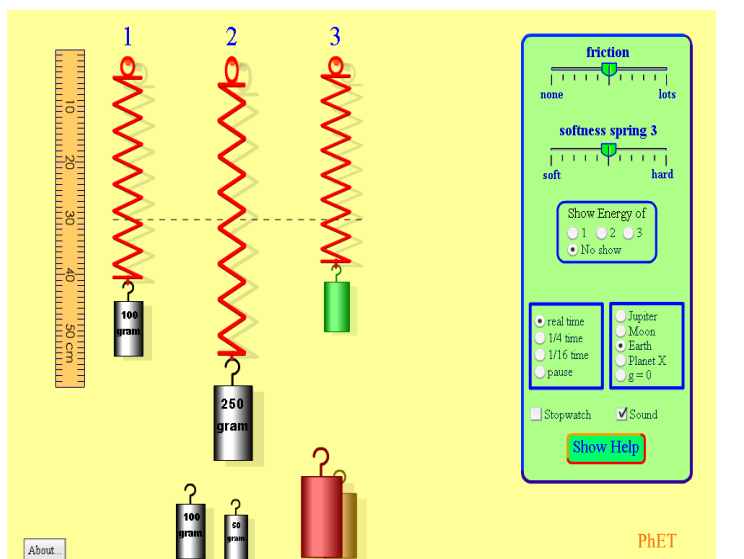 1 2 3
10
20
30
40
50 cm
100
gram
250
gram
100
gram
50
gram
About...
friction
none lots
softness spring 3
soft hard
Show Energy of
1 2 3
No show
real time
1/4 time
1/16 time
pause
Jupiter
Moon
Earth
Planet X
g = 0
Stopwatch Sound
Show Help
PhET